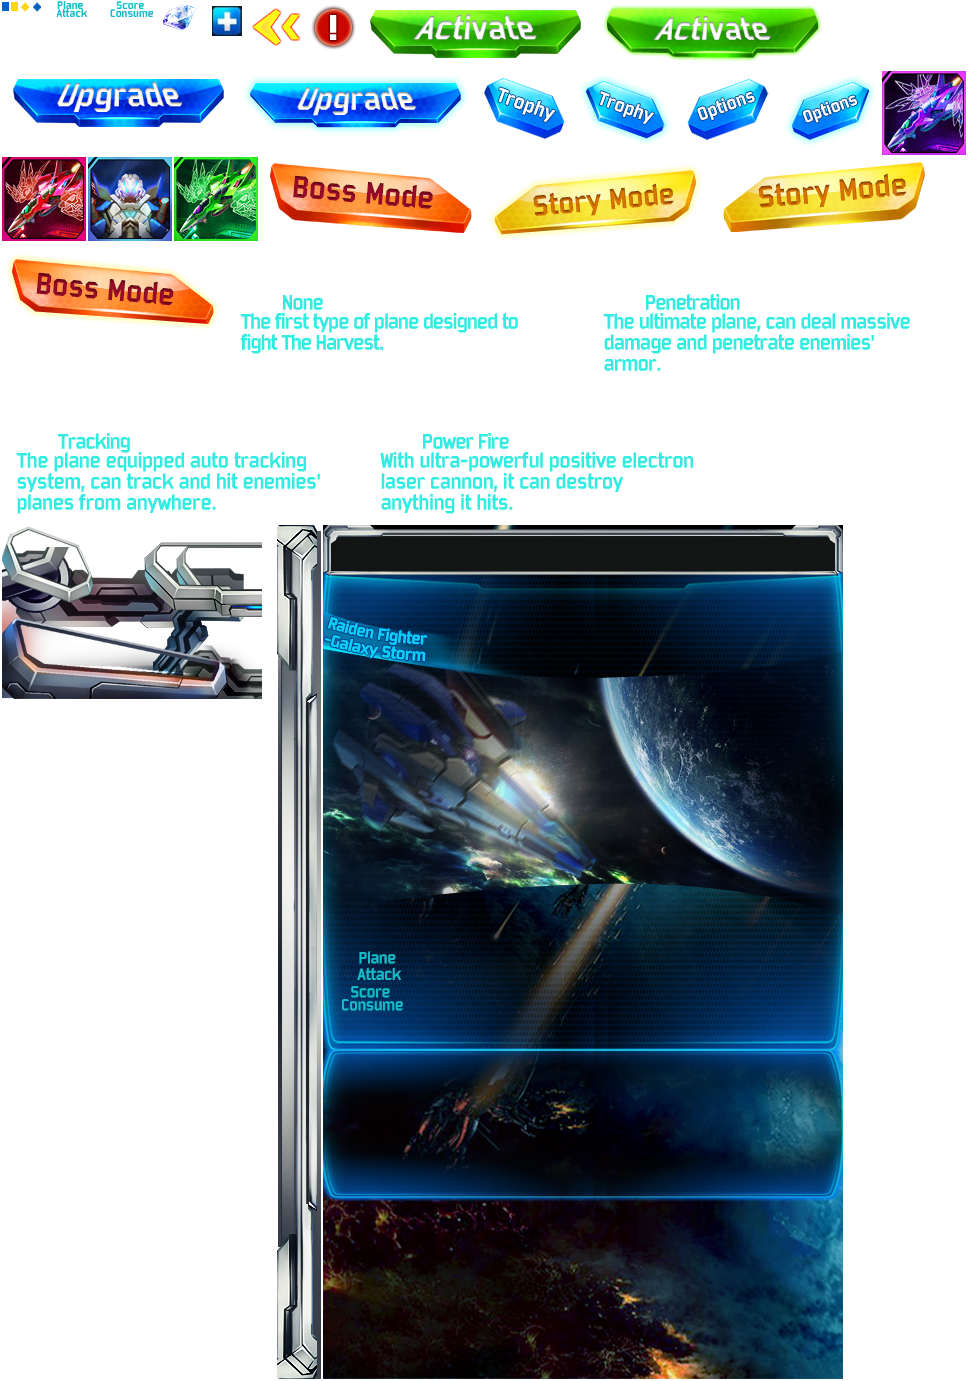 Plane
Attack
Score
Consume
Activate
Activate
Upgrade
Upgrade
Trophy
Trophy
Options
Options
Boss Mode
Story Mode
Story Mode
Boss Mode
None
The first type of plane designed to
fight The Harvest.
Penetration
The ultimate plane, can deal massive
damage and penetrate enemies'
armor.
Tracking
The plane equipped auto tracking
system, can track and hit enemies'
planes from anywhere.
Power Fire
With ultra-powerful positive electron
laser cannon, it can destroy
anything it hits.
Raiden Fighter
-Galaxy Storm
Plane
Attack
Score
Consume